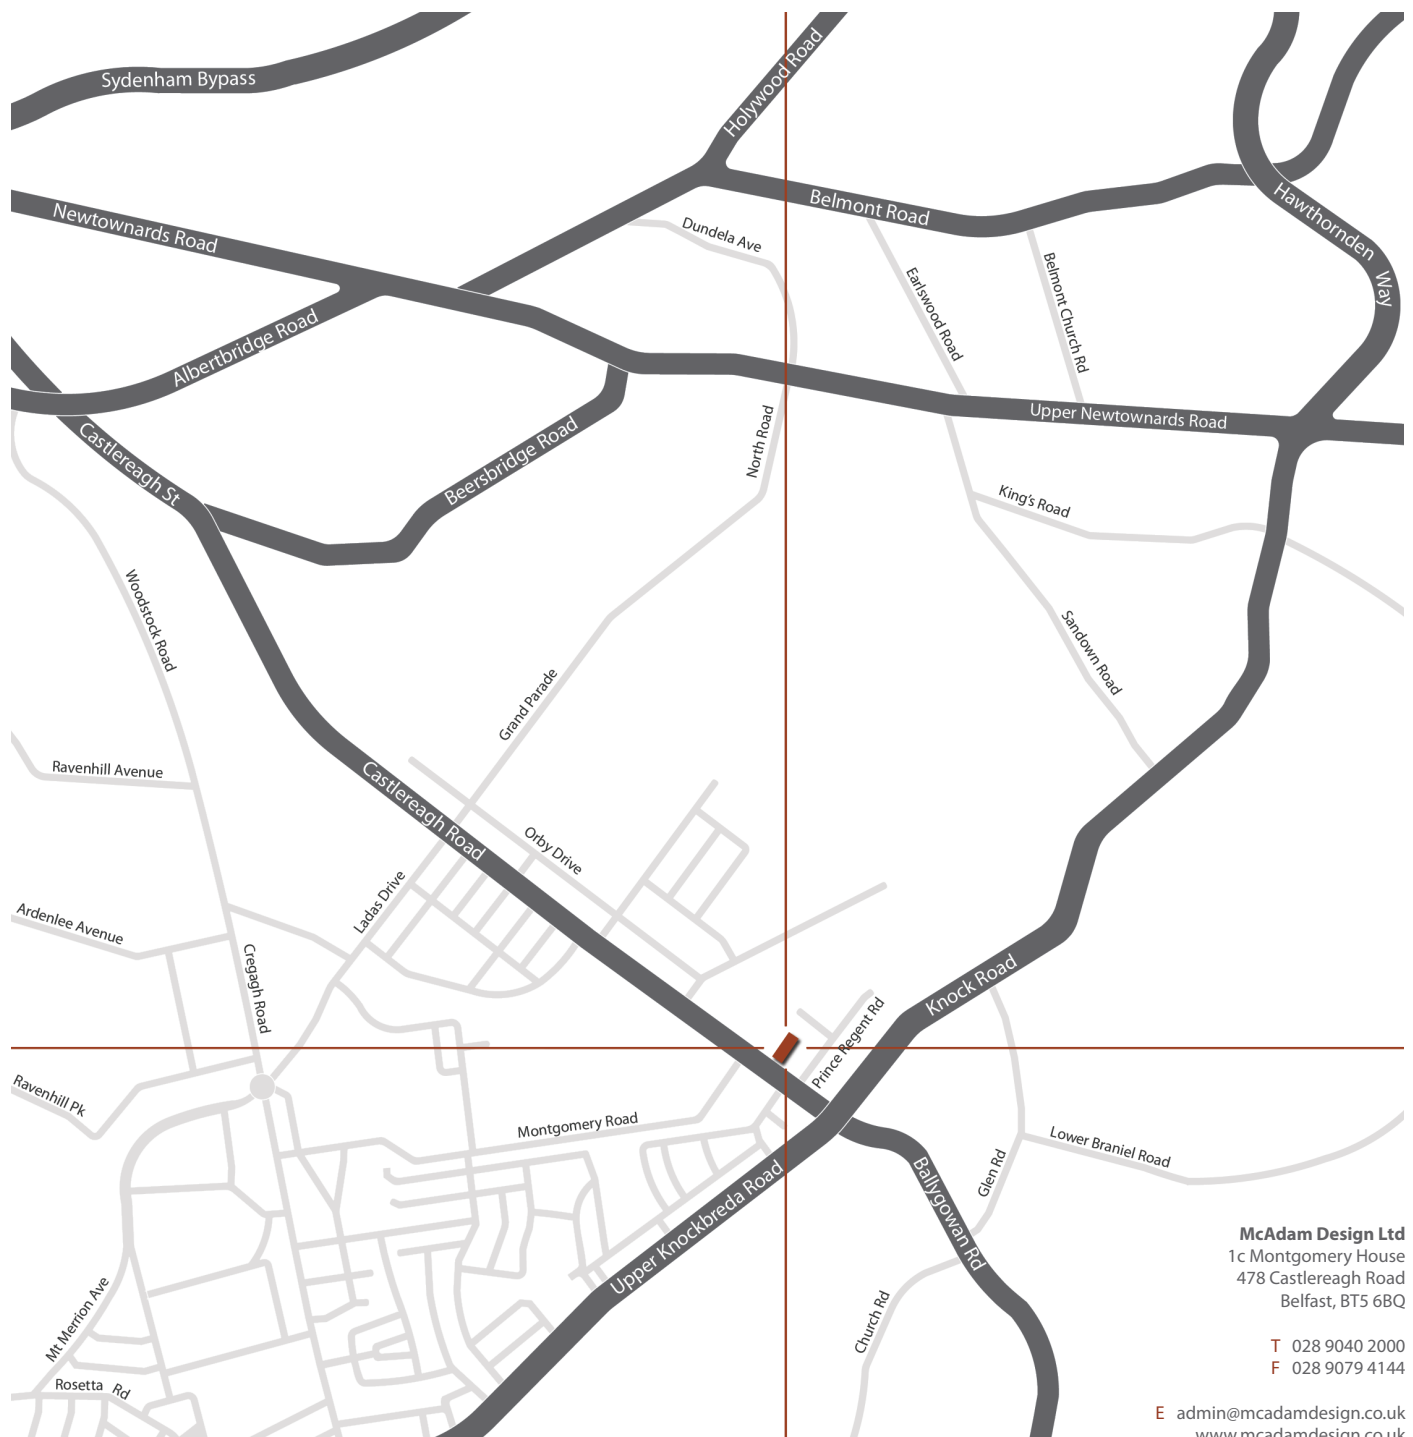 Sydenham Bypass
Holywood Road
Newtownards Road
Belmont Road
Hawthornden Way
Dundela Ave
Earlswood Road
Belmont Church Rd
Albertbridge Road
Upper Newtownards Road
North Road
Castlereagh St
Beersbridge Road
King's Road
Woodstock Road
Sandown Road
Grand Parade
Ravenhill Avenue
Castlereagh Road
Orby Drive
Ladas Drive
Ardenlee Avenue
Cregagh Road
Knock Road
Prince Regent Rd
Ravenhill Pk
Montgomery Road
Lower Braniel Road
Glen Rd
Ballygowan Rd
Upper Knockbreda Road
Church Rd
Mt Merrion Ave
Rosetta Rd
McAdam Design Ltd
1c Montgomery House
478 Castlereagh Road
Belfast, BT5 6BQ
T 028 9040 2000
F 028 9079 4144
E admin@mcadamdesign.co.uk
www.mcadamdesign.co.uk